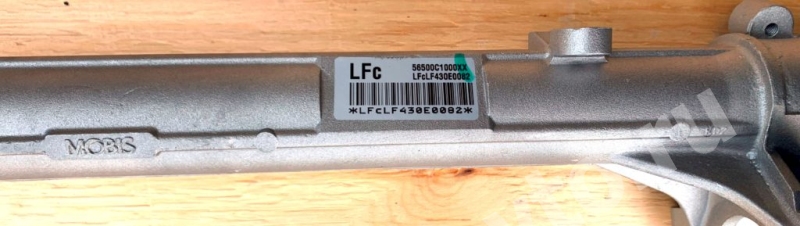 LFc
56500C1000XX
LFcLF430E0082
*LFcLF430E0082*
MOBIS